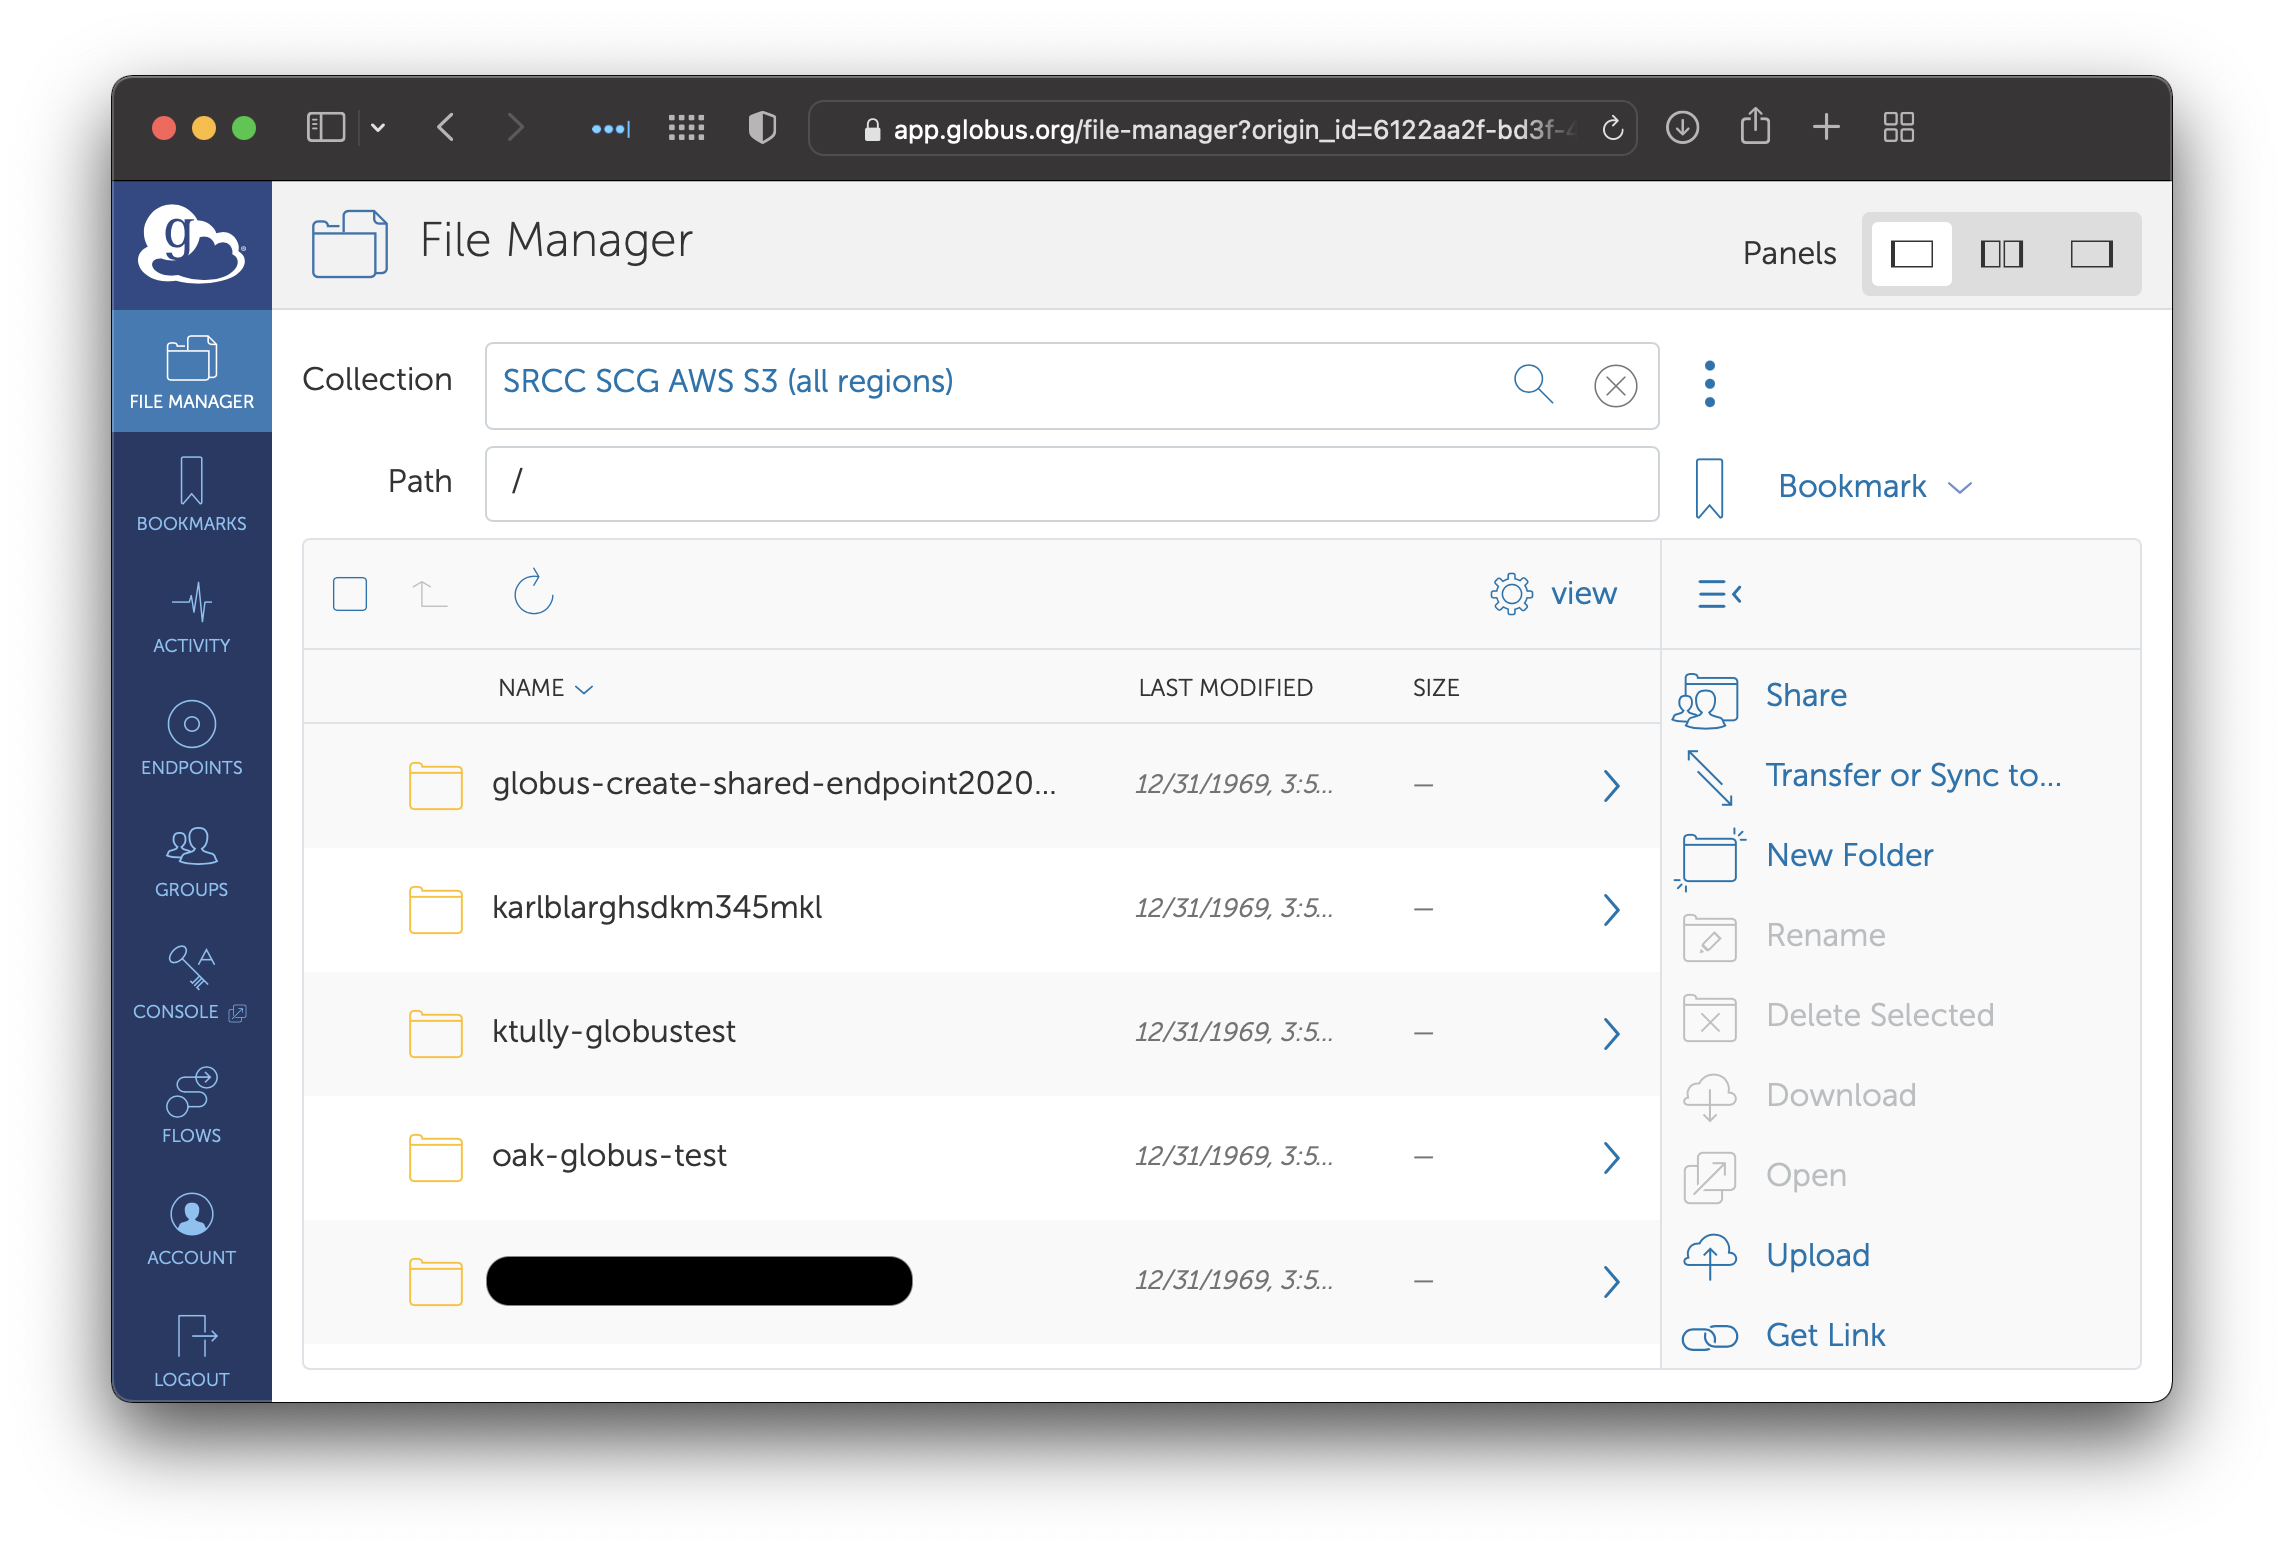 app.globus.org/file-manager?origin_id=6122aa2f-bd3f-
g
File Manager
Panels
FILE MANAGER
BOOKMARKS
ACTIVITY
ENDPOINTS
GROUPS
CONSOLE
FLOWS
ACCOUNT
LOGOUT
Collection
SRCC SCG AWS S3 (all regions)
Path
/
Bookmark
view
NAME LAST MODIFIED SIZE
globus-create-shared-endpoint2020... 12/31/1969, 3:5... —
karlblarghsdkm345mkl 12/31/1969, 3:5... —
ktully-globustest 12/31/1969, 3:5... —
oak-globus-test 12/31/1969, 3:5... —
12/31/1969, 3:5... —
Share
Transfer or Sync to...
New Folder
Rename
Delete Selected
Download
Open
Upload
Get Link